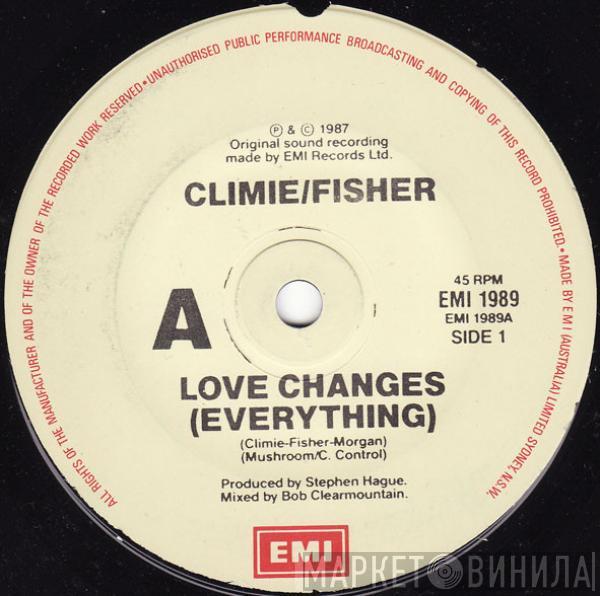 ALL RIGHTS OF THE MANUFACTURER AND OF THE OWNER OF THE RECORDED WORK RESERVED • UNAUTHORISED PUBLIC PERFORMANCE BROADCASTING AND COPYING OF THIS RECORD PROHIBITED. • MADE BY E M I (AUSTRALIA) LIMITED SYDNEY, N.S.W.
Ⓟ & © 1987
Original sound recording
made by EMI Records Ltd.
CLIMIE/FISHER
A
45 RPM
EMI 1989
EMI 1989A
SIDE 1
LOVE CHANGES
(EVERYTHING)
(Climie-Fisher-Morgan)
(Mushroom/C. Control)
Produced by Stephen Hague.
Mixed by Bob Clearmountain.
EMI
МАРКЕТ ВИНИЛА